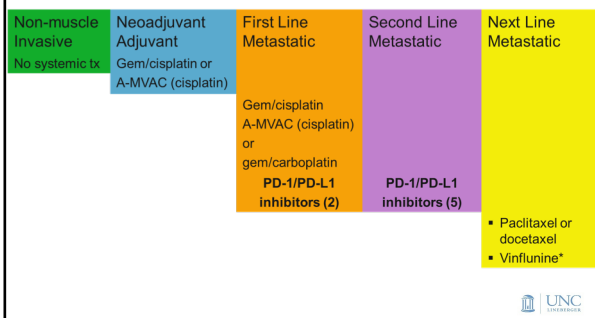 Non-muscle
Invasive
No systemic tx
Neoadjuvant
Adjuvant
Gem/cisplatin or
A-MVAC (cisplatin)
First Line
Metastatic
Gem/cisplatin
A-MVAC (cisplatin)
or
gem/carboplatin
PD-1/PD-L1
inhibitors (2)
Second Line
Metastatic
PD-1/PD-L1
inhibitors (5)
Next Line
Metastatic
▪ Paclitaxel or
docetaxel
▪ Vinflunine*
UNC
LINEBERGER